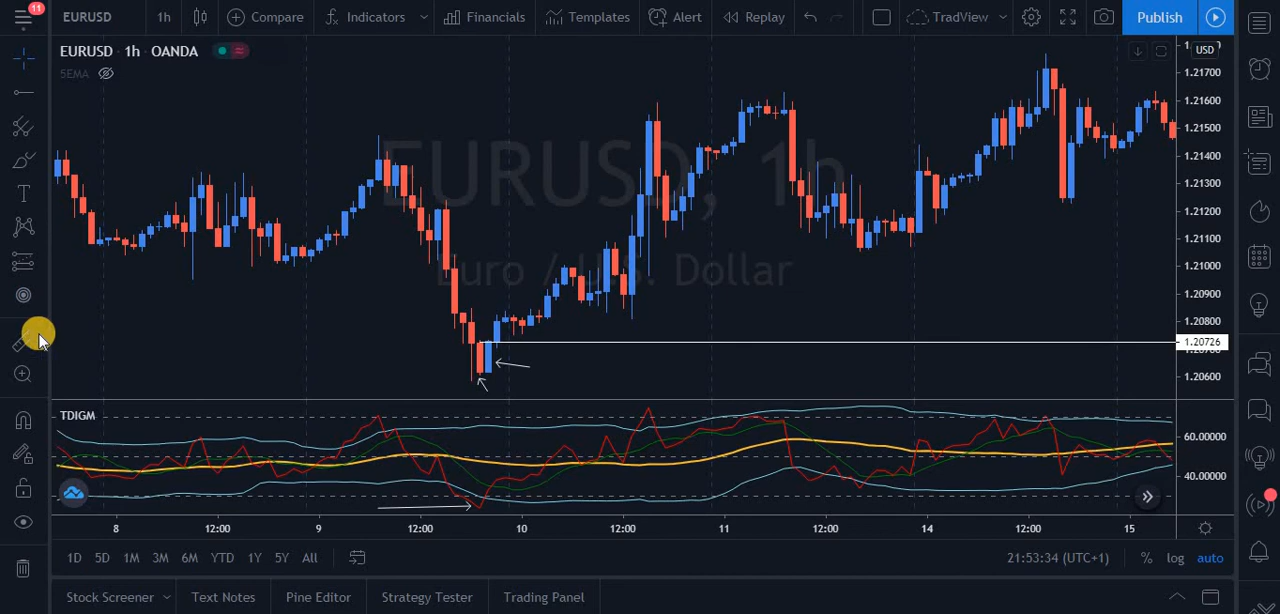 11 EURUSD 1h Compare Indicators Financials Templates Alert Replay TradView Publish
EURUSD · 1h · OANDA
5EMA
USD
EURUSD, 1h
Euro / U.S. Dollar
1.21700
1.21600
1.21500
1.21400
1.21300
1.21200
1.21100
1.21000
1.20900
1.20800
1.20726
1.20600
TDIGM
60.00000
40.00000
8 12:00 9 12:00 10 12:00 11 12:00 14 12:00 15
1D 5D 1M 3M 6M YTD 1Y 5Y All 21:53:34 (UTC+1) % log auto
Stock Screener Text Notes Pine Editor Strategy Tester Trading Panel